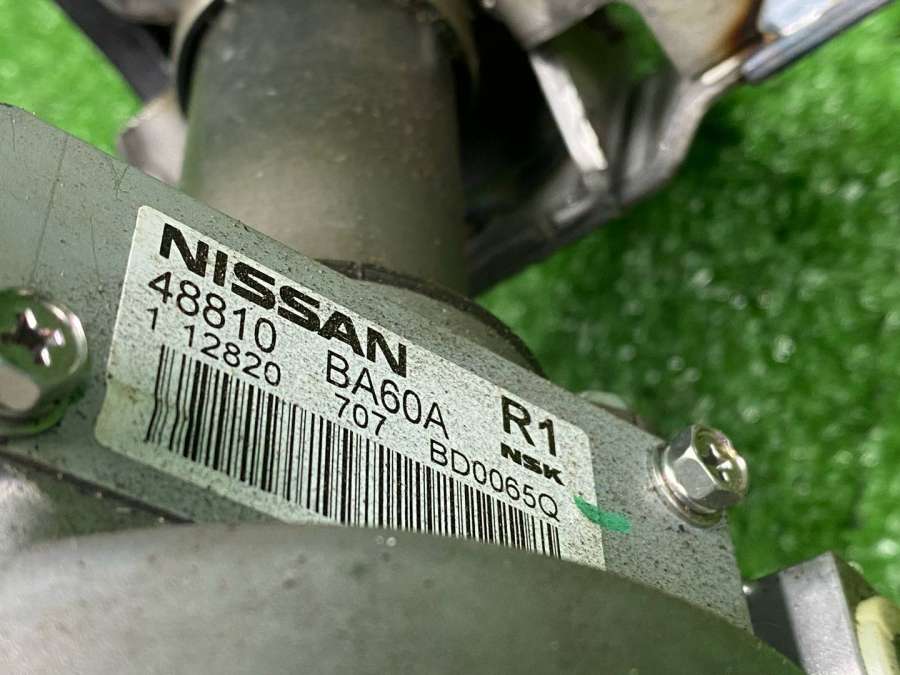 NISSAN
48810 BA60A R1
1 12820 707 BD0065Q NSK